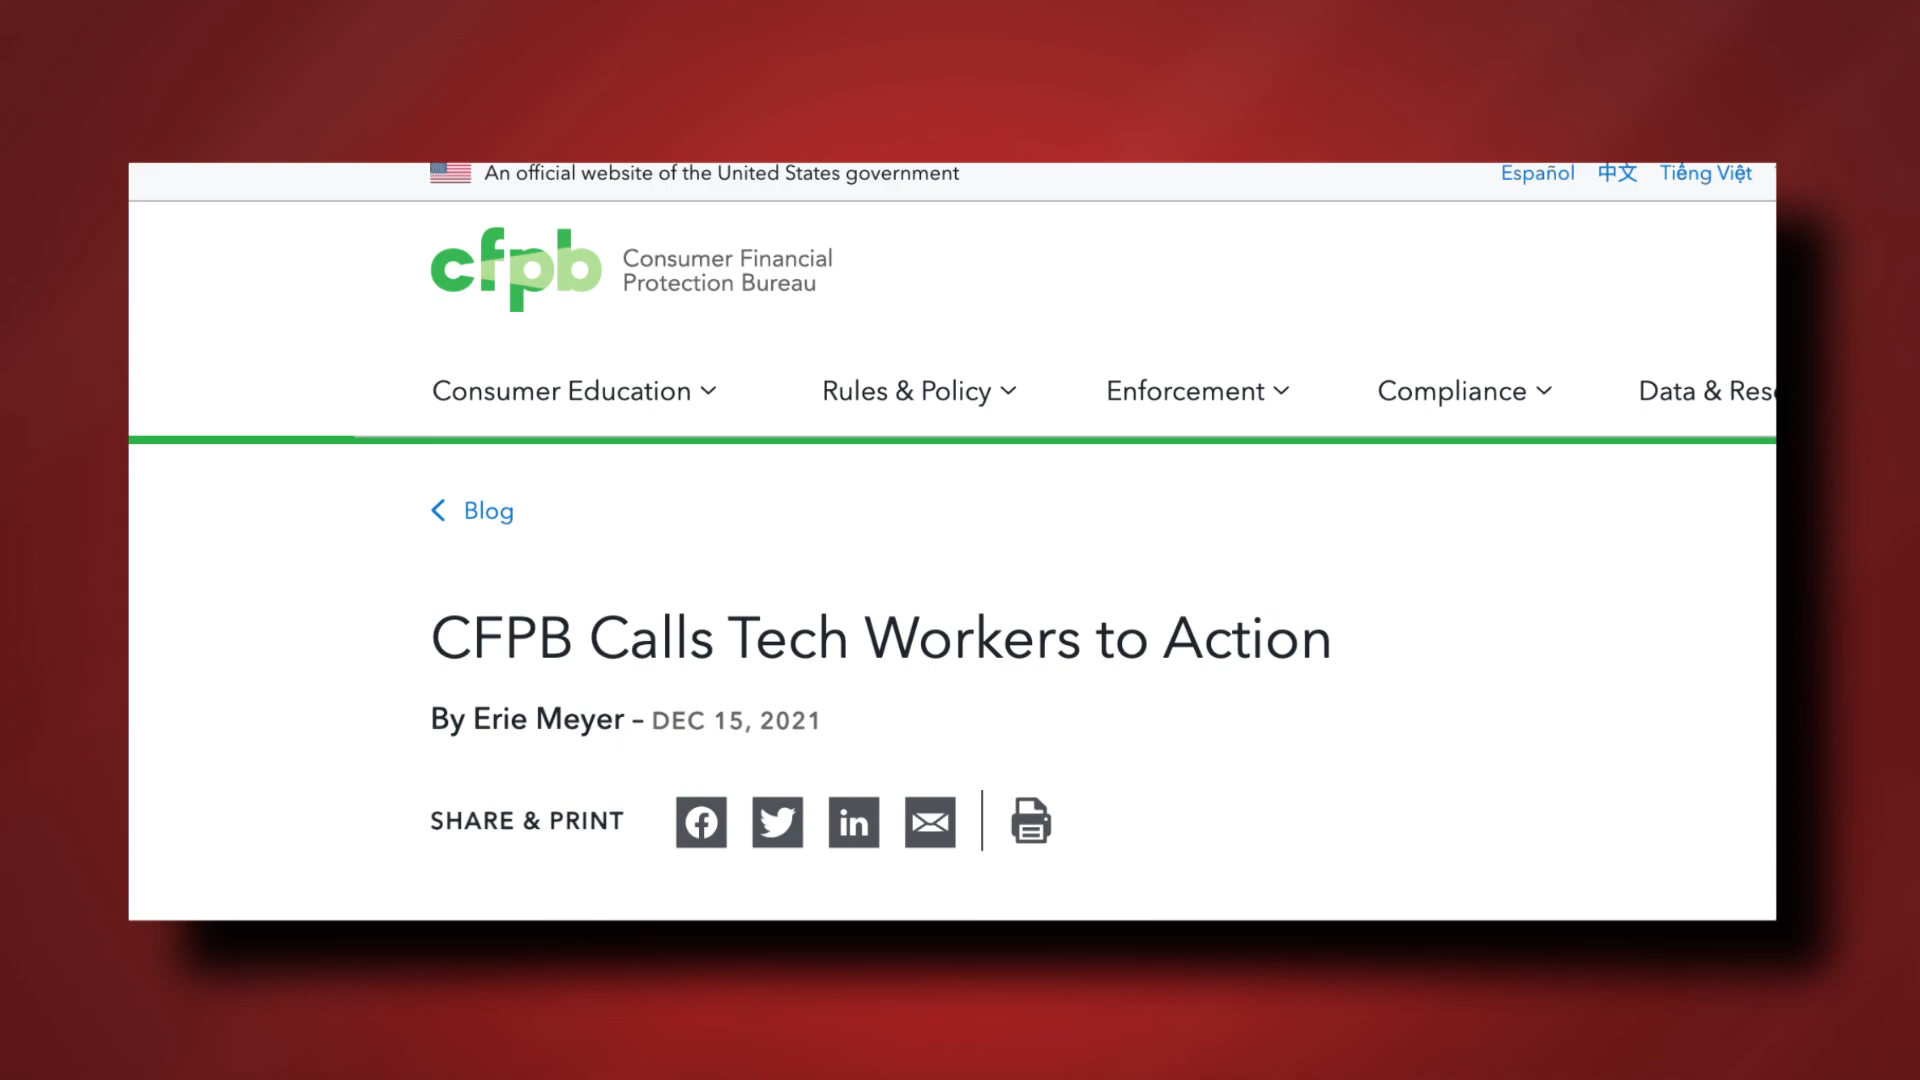 An official website of the United States government
Español 中文 Tiếng Việt
cfpb
Consumer Financial
Protection Bureau
Consumer Education
Rules & Policy
Enforcement
Compliance
Data &
Blog
CFPB Calls Tech Workers to Action
By Erie Meyer – DEC 15, 2021
SHARE & PRINT